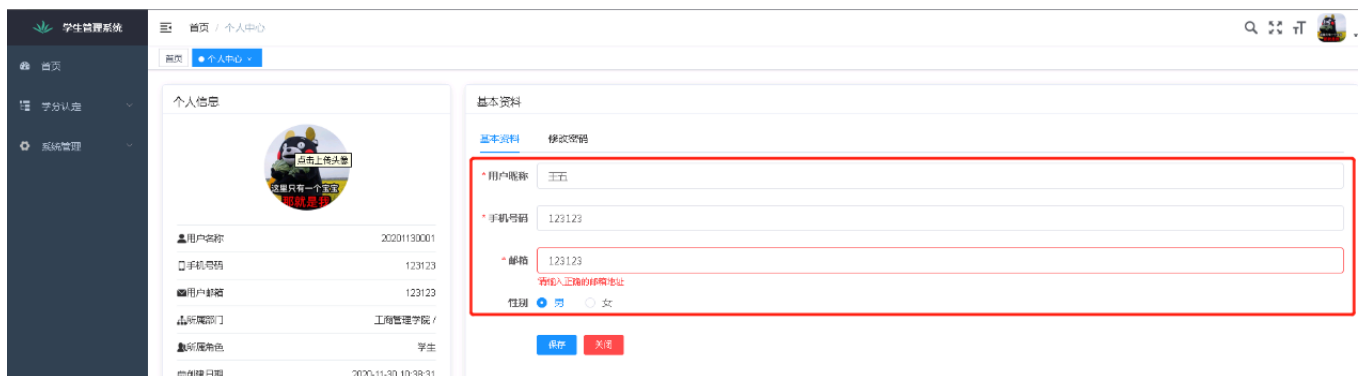 学生管理系统
首页 / 个人中心
首页
个人中心
首页
学分认定
系统管理
个人信息
点击上传头像
这里只有一个宝宝
那就是我
用户名称 20201130001
手机号码 123123
用户邮箱 123123
所属部门 工商管理学院 /
所属角色 学生
创建日期 2020-11-30 10:38:31
基本资料
基本资料 修改密码
* 用户昵称 王五
* 手机号码 123123
* 邮箱 123123
请输入正确的邮箱地址
性别 男 女
保存 关闭